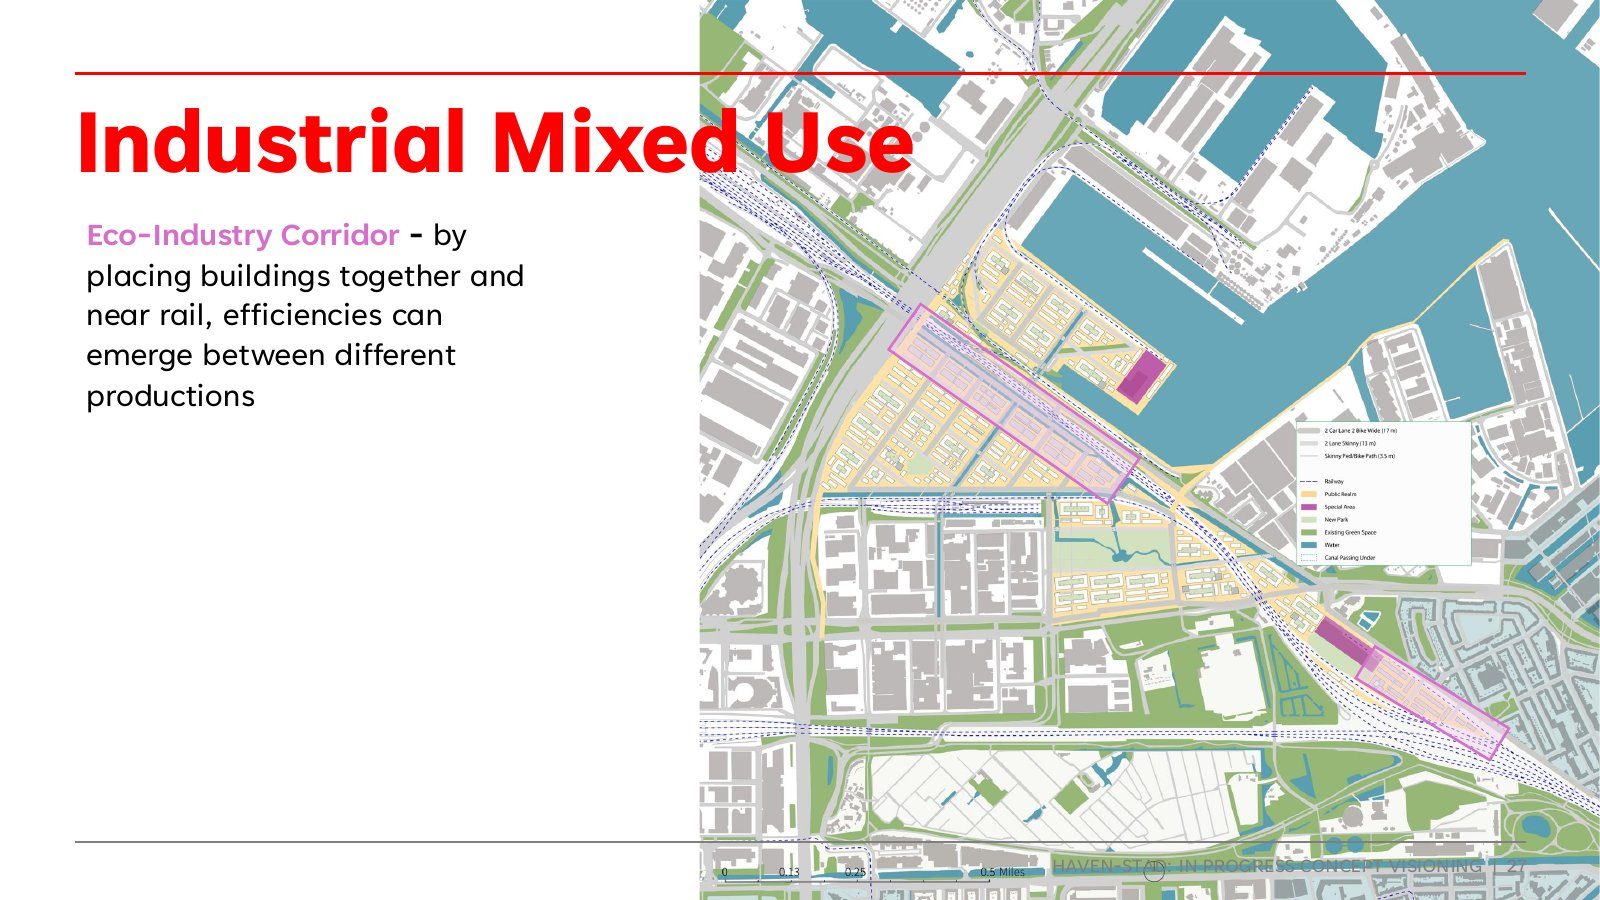 Industrial Mixed Use
Eco-Industry Corridor - by
placing buildings together and
near rail, efficiencies can
emerge between different
productions
2 Car Lane 2 Bike Wide (17 m)
2 Lane Skinny (13 m)
Skinny Ped/Bike Path (3.5 m)
Railway
Public Realm
Special Area
New Park
Existing Green Space
Water
Canal Passing Under
0 0.13 0.25 0.5 Miles
HAVEN-STAD: IN PROGRESS CONCEPT VISIONING | 27